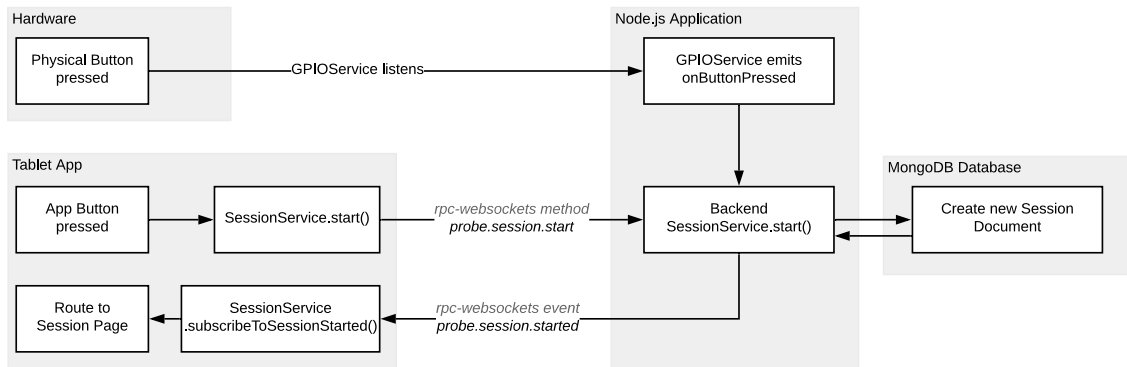 Hardware
Physical Button
pressed
GPIOService listens
Node.js Application
GPIOService emits
onButtonPressed
Tablet App
App Button
pressed
SessionService.start()
rpc-websockets method
probe.session.start
Backend
SessionService.start()
MongoDB Database
Create new Session
Document
Route to
Session Page
SessionService
.subscribeToSessionStarted()
rpc-websockets event
probe.session.started